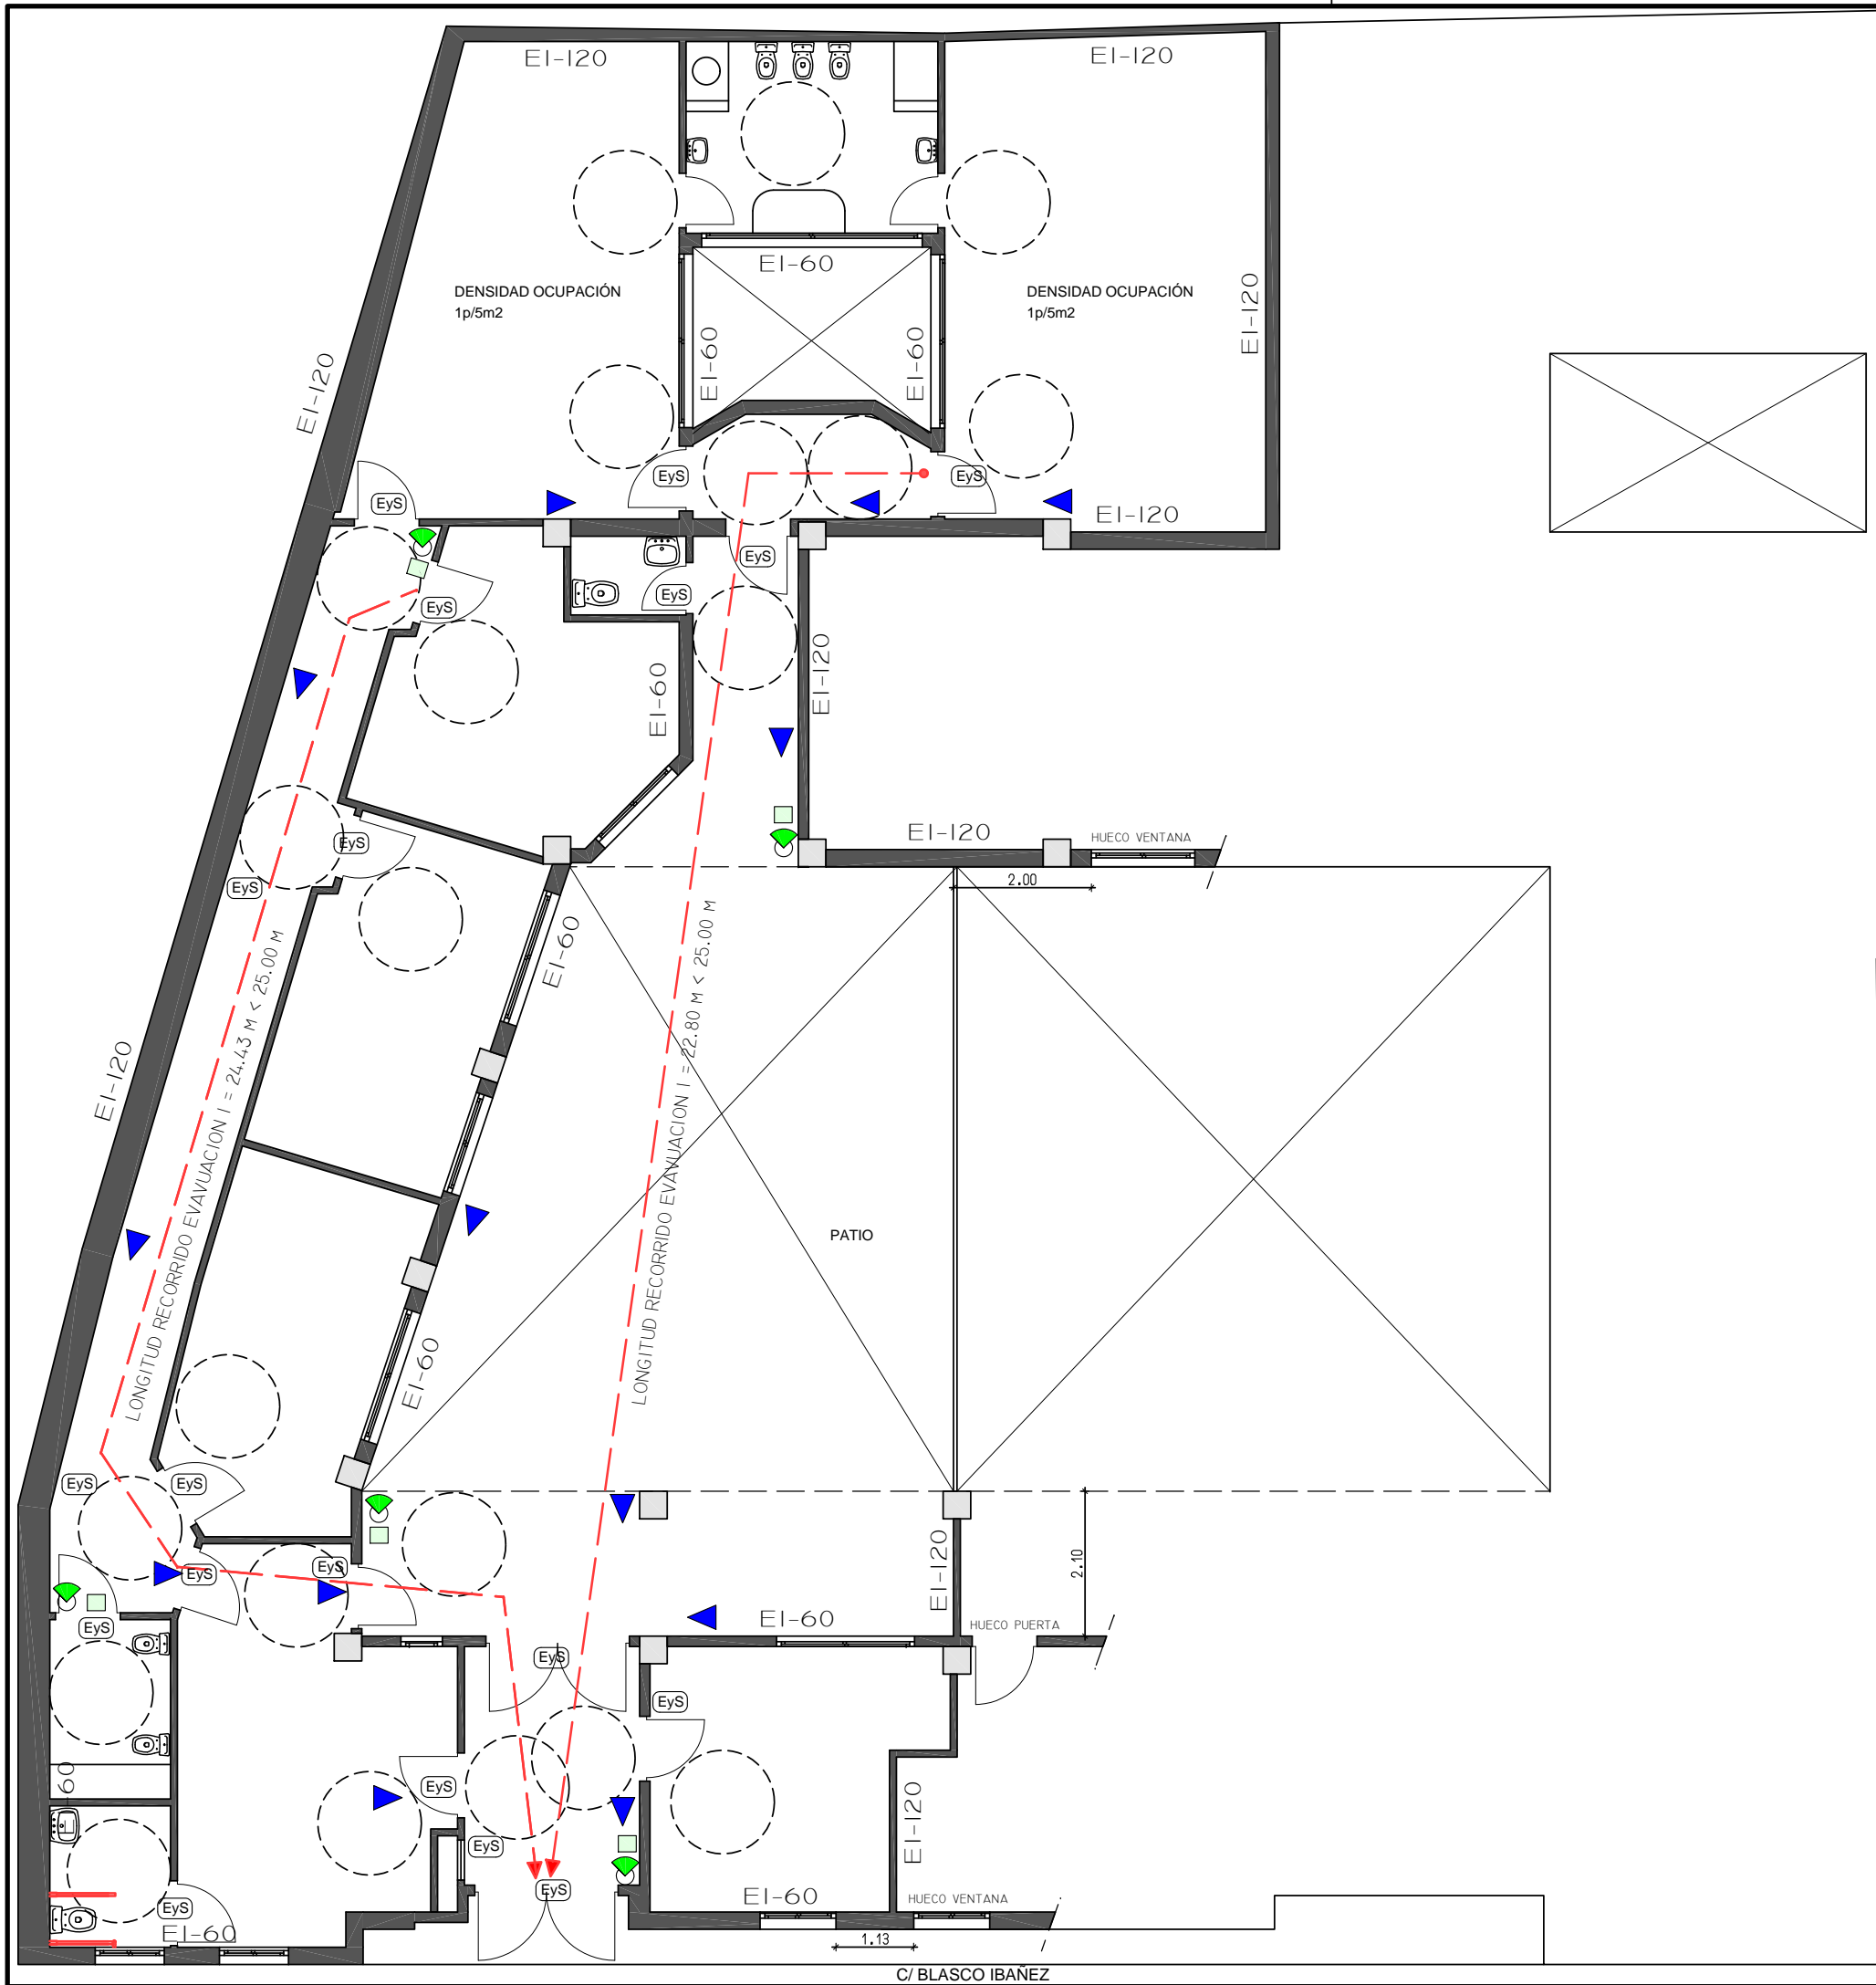 EI-120
EI-120
EI-60
DENSIDAD OCUPACIÓN
1p/5m2
DENSIDAD OCUPACIÓN
1p/5m2
EI-120
EI-60
EI-60
EI-120
EyS
EyS
EyS
EI-120
EyS
EyS
EyS
EI-60
EI-120
EI-120
HUECO VENTANA
EyS
EyS
2.00
EI-60
LONGITUD RECORRIDO EVAVUACION I = 24.43 M < 25.00 M
LONGITUD RECORRIDO EVAVUACION I = 22.80 M < 25.00 M
EI-120
PATIO
EI-60
EyS
EyS
EyS
EyS
EI-120
2.10
EyS
EI-60
HUECO PUERTA
EyS
EyS
60
EyS
EyS
EI-120
EyS
EyS
EI-60
HUECO VENTANA
EI-60
1.13
C/ BLASCO IBAÑEZ